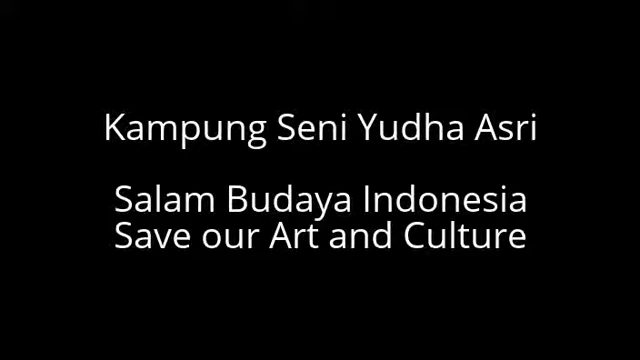 Kampung Seni Yudha Asri
Salam Budaya Indonesia
Save our Art and Culture